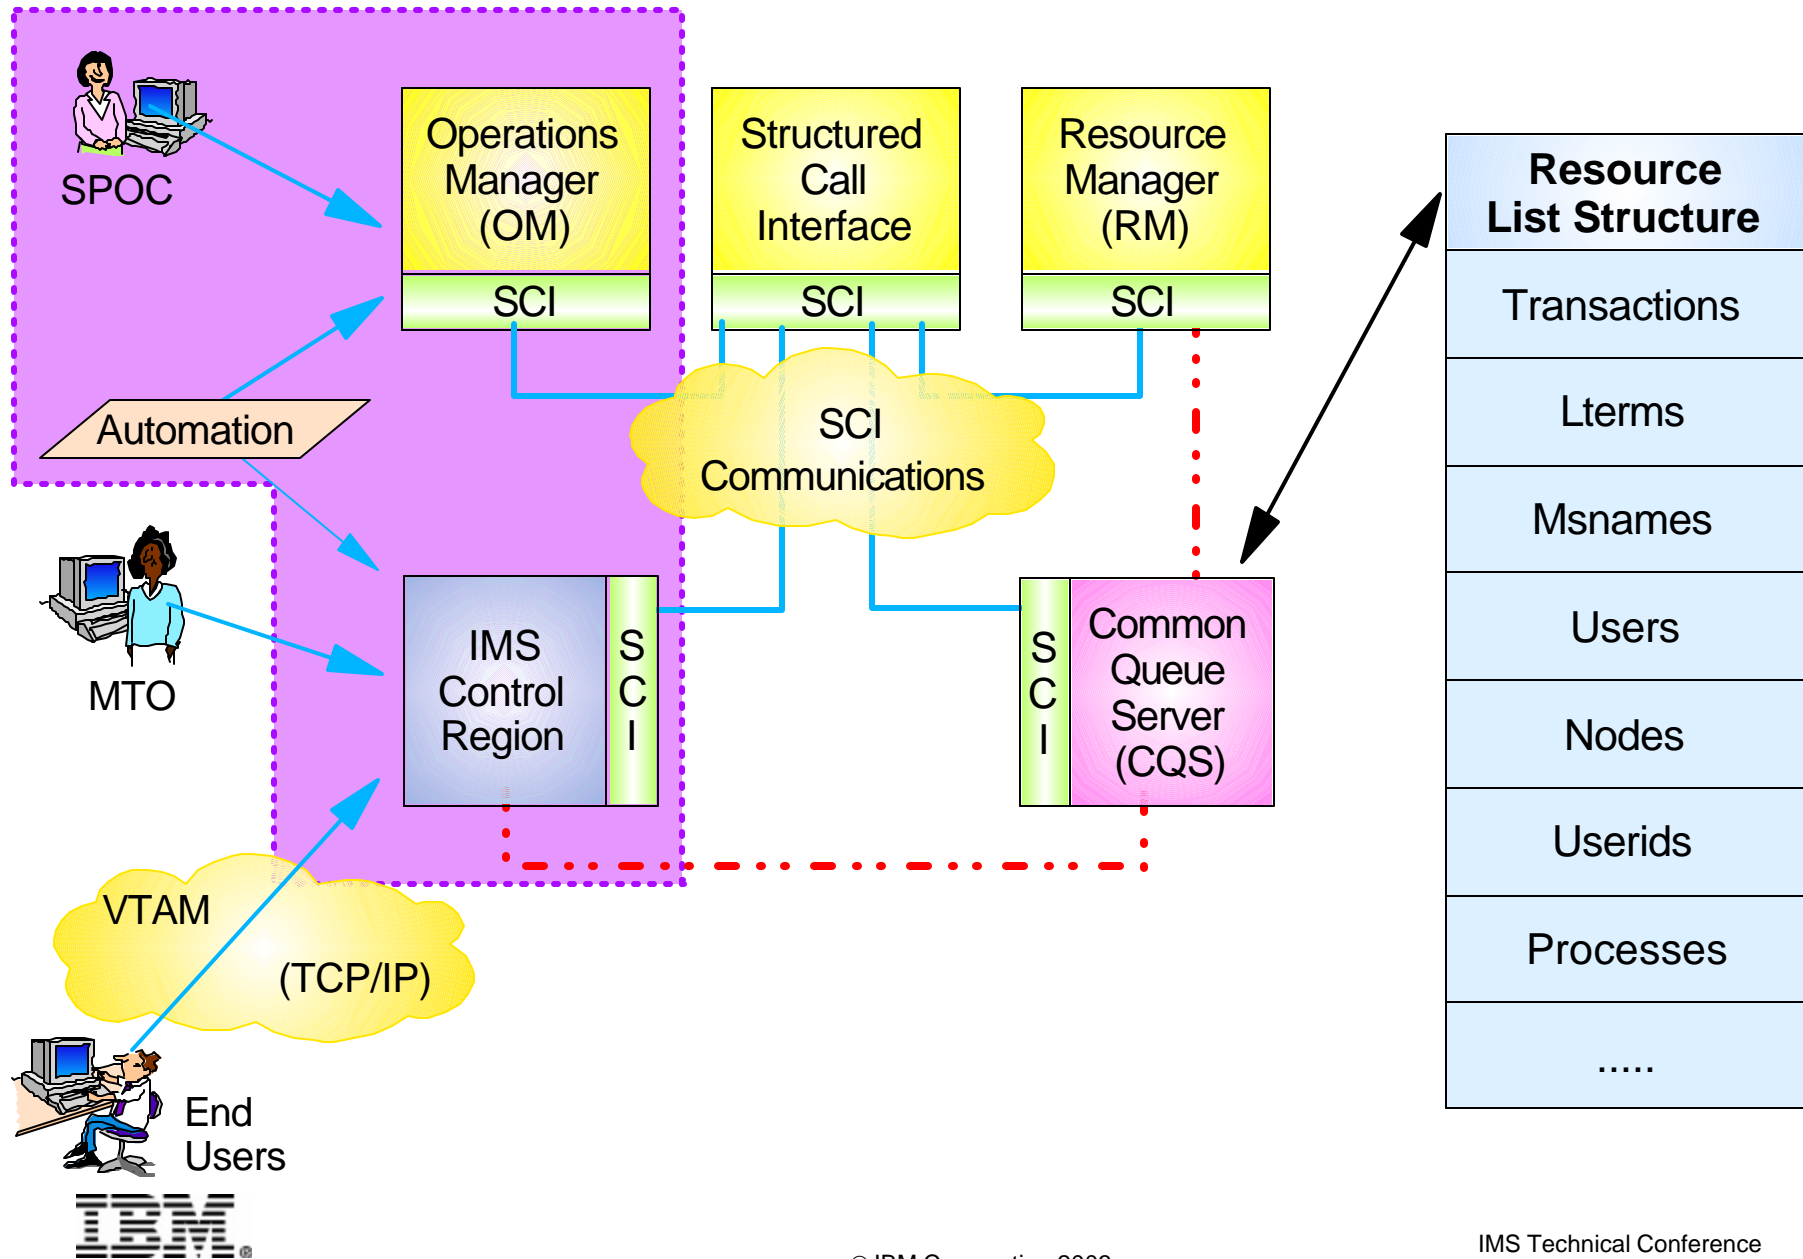 SPOC
Operations
Manager
(OM)
SCI
Structured
Call
Interface
SCI
Resource
Manager
(RM)
SCI
Automation
SCI
Communications
MTO
IMS
Control
Region
S
C
I
S
C
I
Common
Queue
Server
(CQS)
VTAM
(TCP/IP)
End
Users
Resource
List Structure
Transactions
Lterms
Msnames
Users
Nodes
Userids
Processes
.....
IBM®
IMS Technical Conference